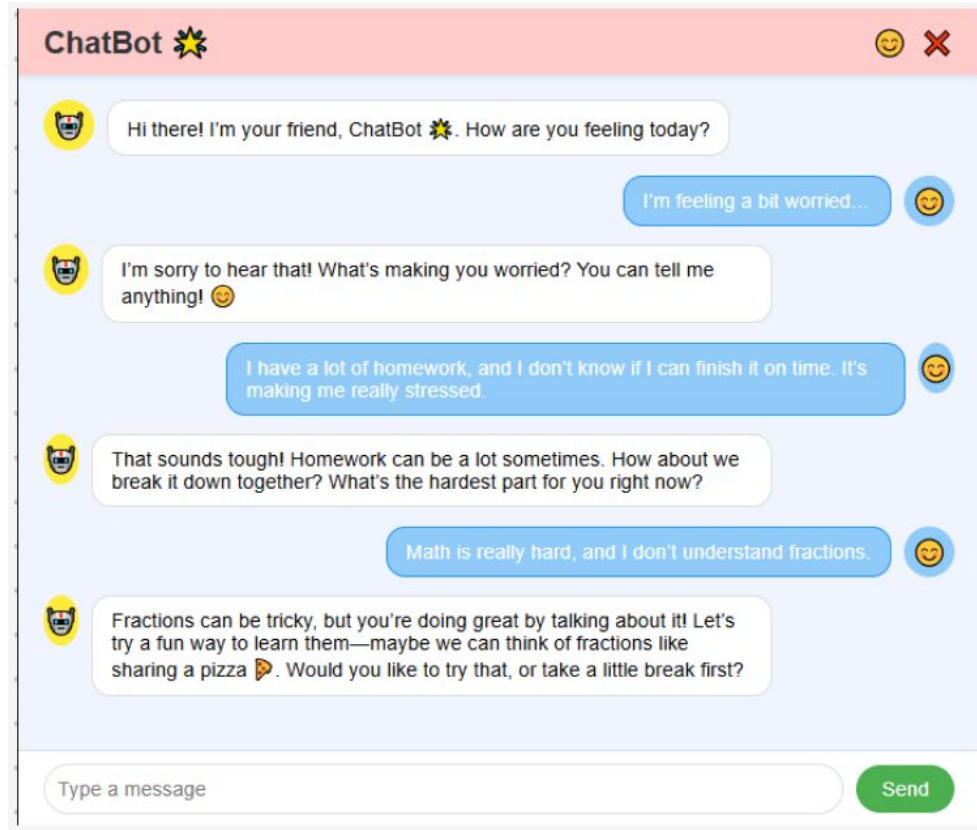 ChatBot 🌟
Hi there! I'm your friend, ChatBot 🌟. How are you feeling today?
I'm feeling a bit worried...
I'm sorry to hear that! What's making you worried? You can tell me
anything! 😊
I have a lot of homework, and I don't know if I can finish it on time. It's
making me really stressed.
That sounds tough! Homework can be a lot sometimes. How about we
break it down together? What's the hardest part for you right now?
Math is really hard, and I don't understand fractions.
Fractions can be tricky, but you're doing great by talking about it! Let's
try a fun way to learn them—maybe we can think of fractions like
sharing a pizza 🍕. Would you like to try that, or take a little break first?
Type a message
Send